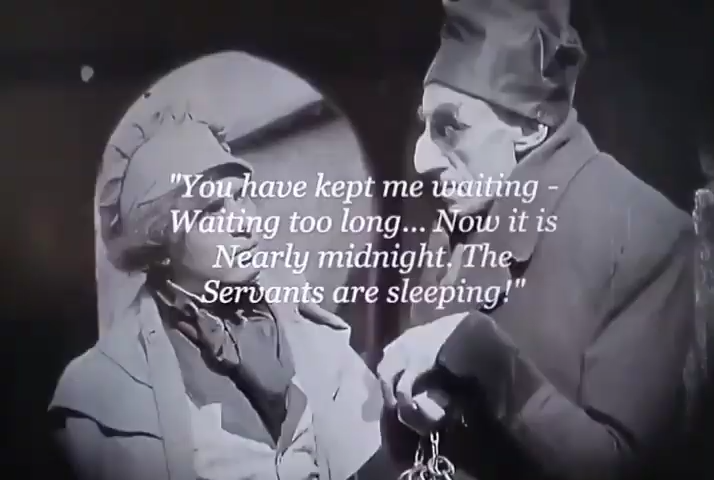 "You have kept me waiting -
Waiting too long... Now it is
Nearly midnight. The
Servants are sleeping!"